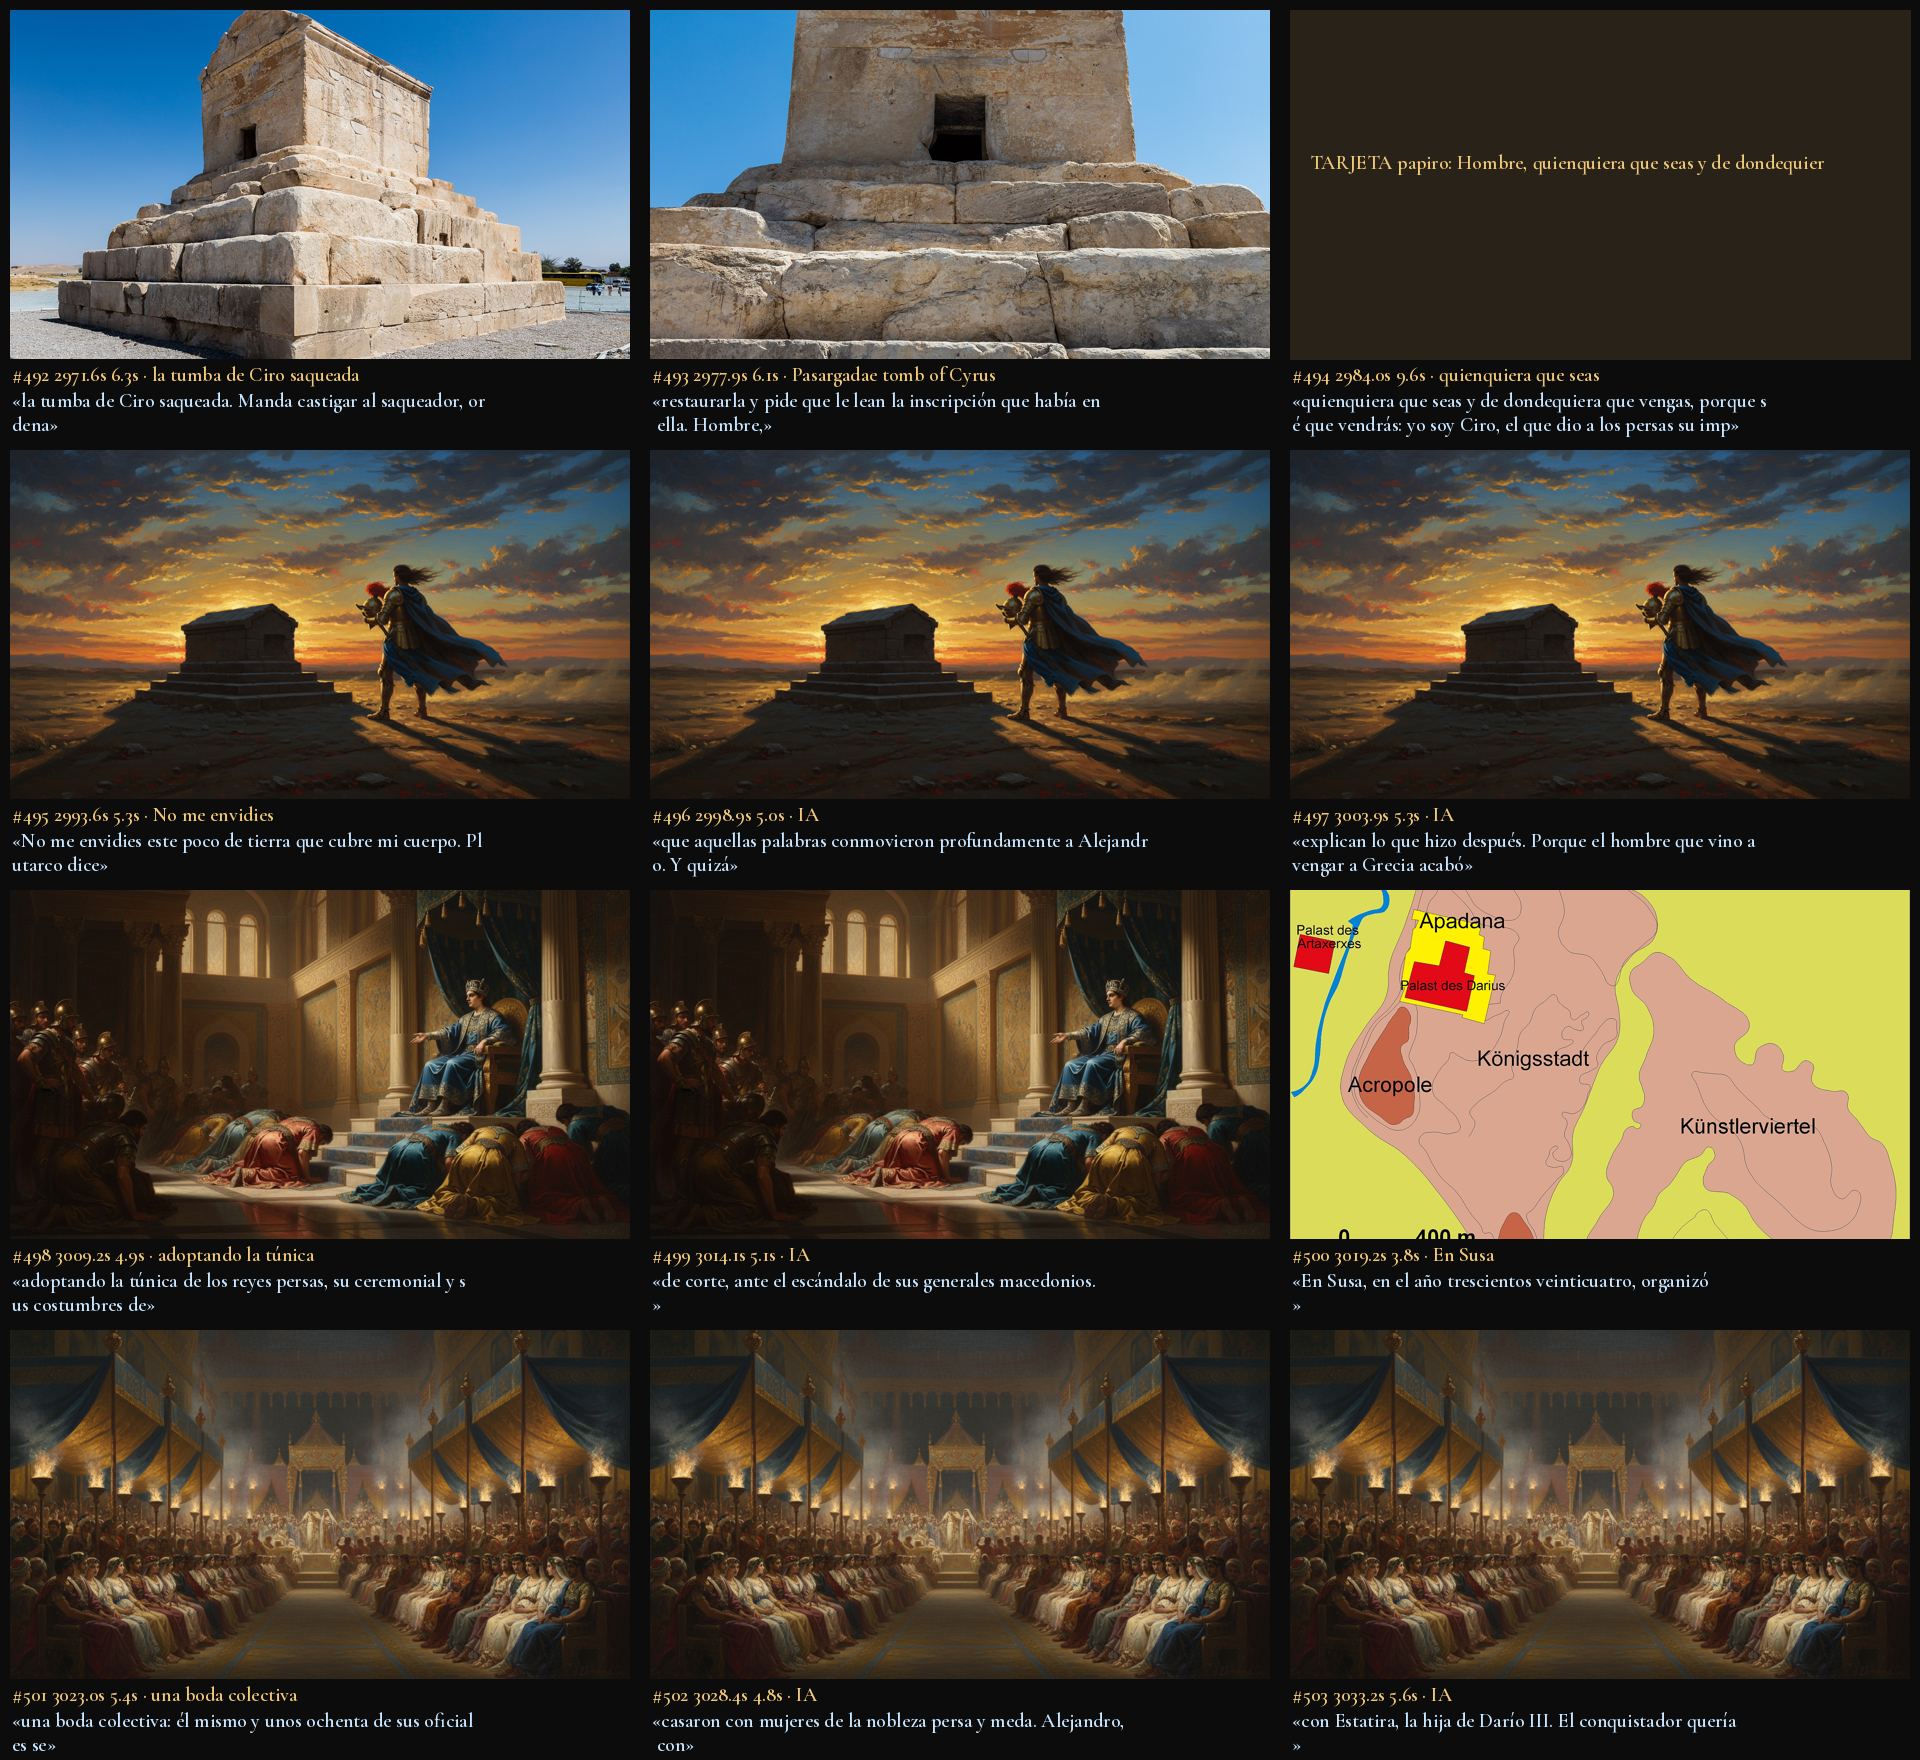 TARJETA papiro: Hombre, quienquiera que seas y de dondequier
#492 2971.6s 6.3s · la tumba de Ciro saqueada
«la tumba de Ciro saqueada. Manda castigar al saqueador, or
dena»
#493 2977.9s 6.1s · Pasargadae tomb of Cyrus
«restaurarla y pide que le lean la inscripción que había en
ella. Hombre,»
#494 2984.0s 9.6s · quienquiera que seas
«quienquiera que seas y de dondequiera que vengas, porque s
é que vendrás: yo soy Ciro, el que dio a los persas su imp»
#495 2993.6s 5.3s · No me envidies
«No me envidies este poco de tierra que cubre mi cuerpo. Pl
utarco dice»
#496 2998.9s 5.0s · IA
«que aquellas palabras conmovieron profundamente a Alejandr
o. Y quizá»
#497 3003.9s 5.3s · IA
«explican lo que hizo después. Porque el hombre que vino a
vengar a Grecia acabó»
Palast des
Artaxerxes
Apadana
Palast des Darius
Königsstadt
Acropole
Künstlerviertel
0 400 m
#498 3009.2s 4.9s · adoptando la túnica
«adoptando la túnica de los reyes persas, su ceremonial y s
us costumbres de»
#499 3014.1s 5.1s · IA
«de corte, ante el escándalo de sus generales macedonios.
»
#500 3019.2s 3.8s · En Susa
«En Susa, en el año trescientos veinticuatro, organizó
»
#501 3023.0s 5.4s · una boda colectiva
«una boda colectiva: él mismo y unos ochenta de sus oficial
es se»
#502 3028.4s 4.8s · IA
«casaron con mujeres de la nobleza persa y meda. Alejandro,
con»
#503 3033.2s 5.6s · IA
«con Estatira, la hija de Darío III. El conquistador quería
»